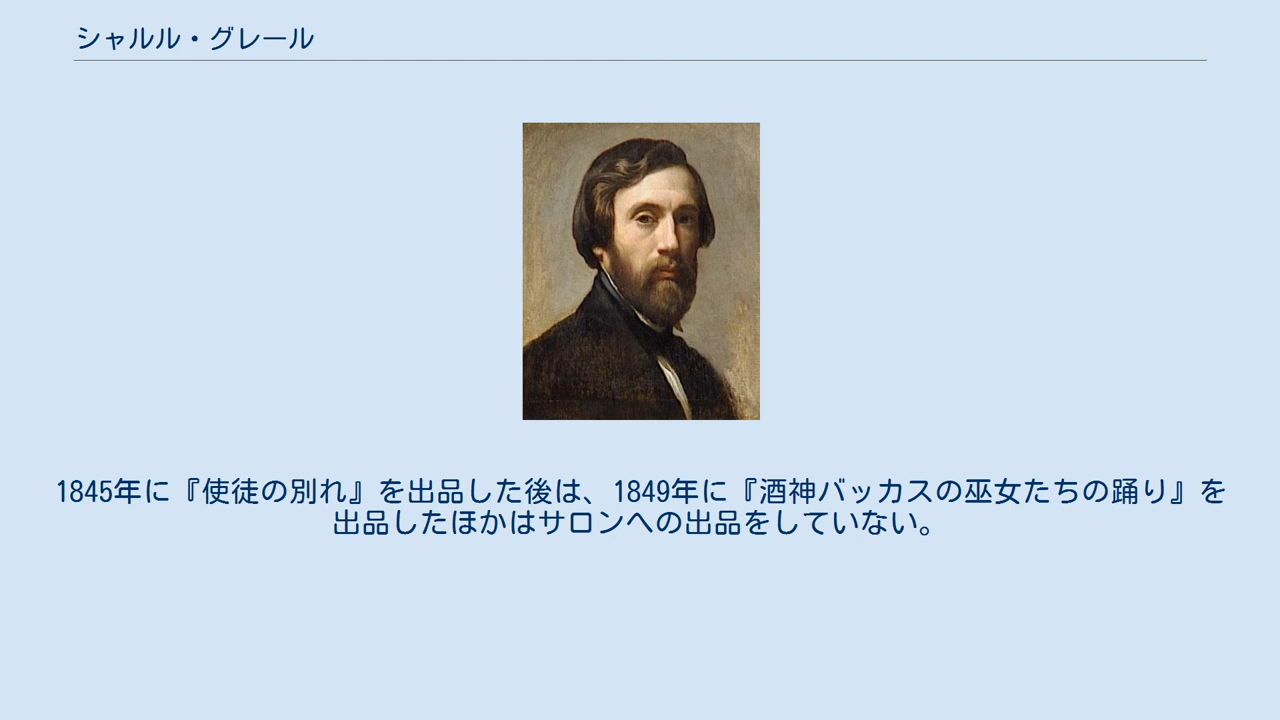 シャルル・グレール
1845年に『使徒の別れ』を出品した後は、1849年に『酒神バッカスの巫女たちの踊り』を
出品したほかはサロンへの出品をしていない。